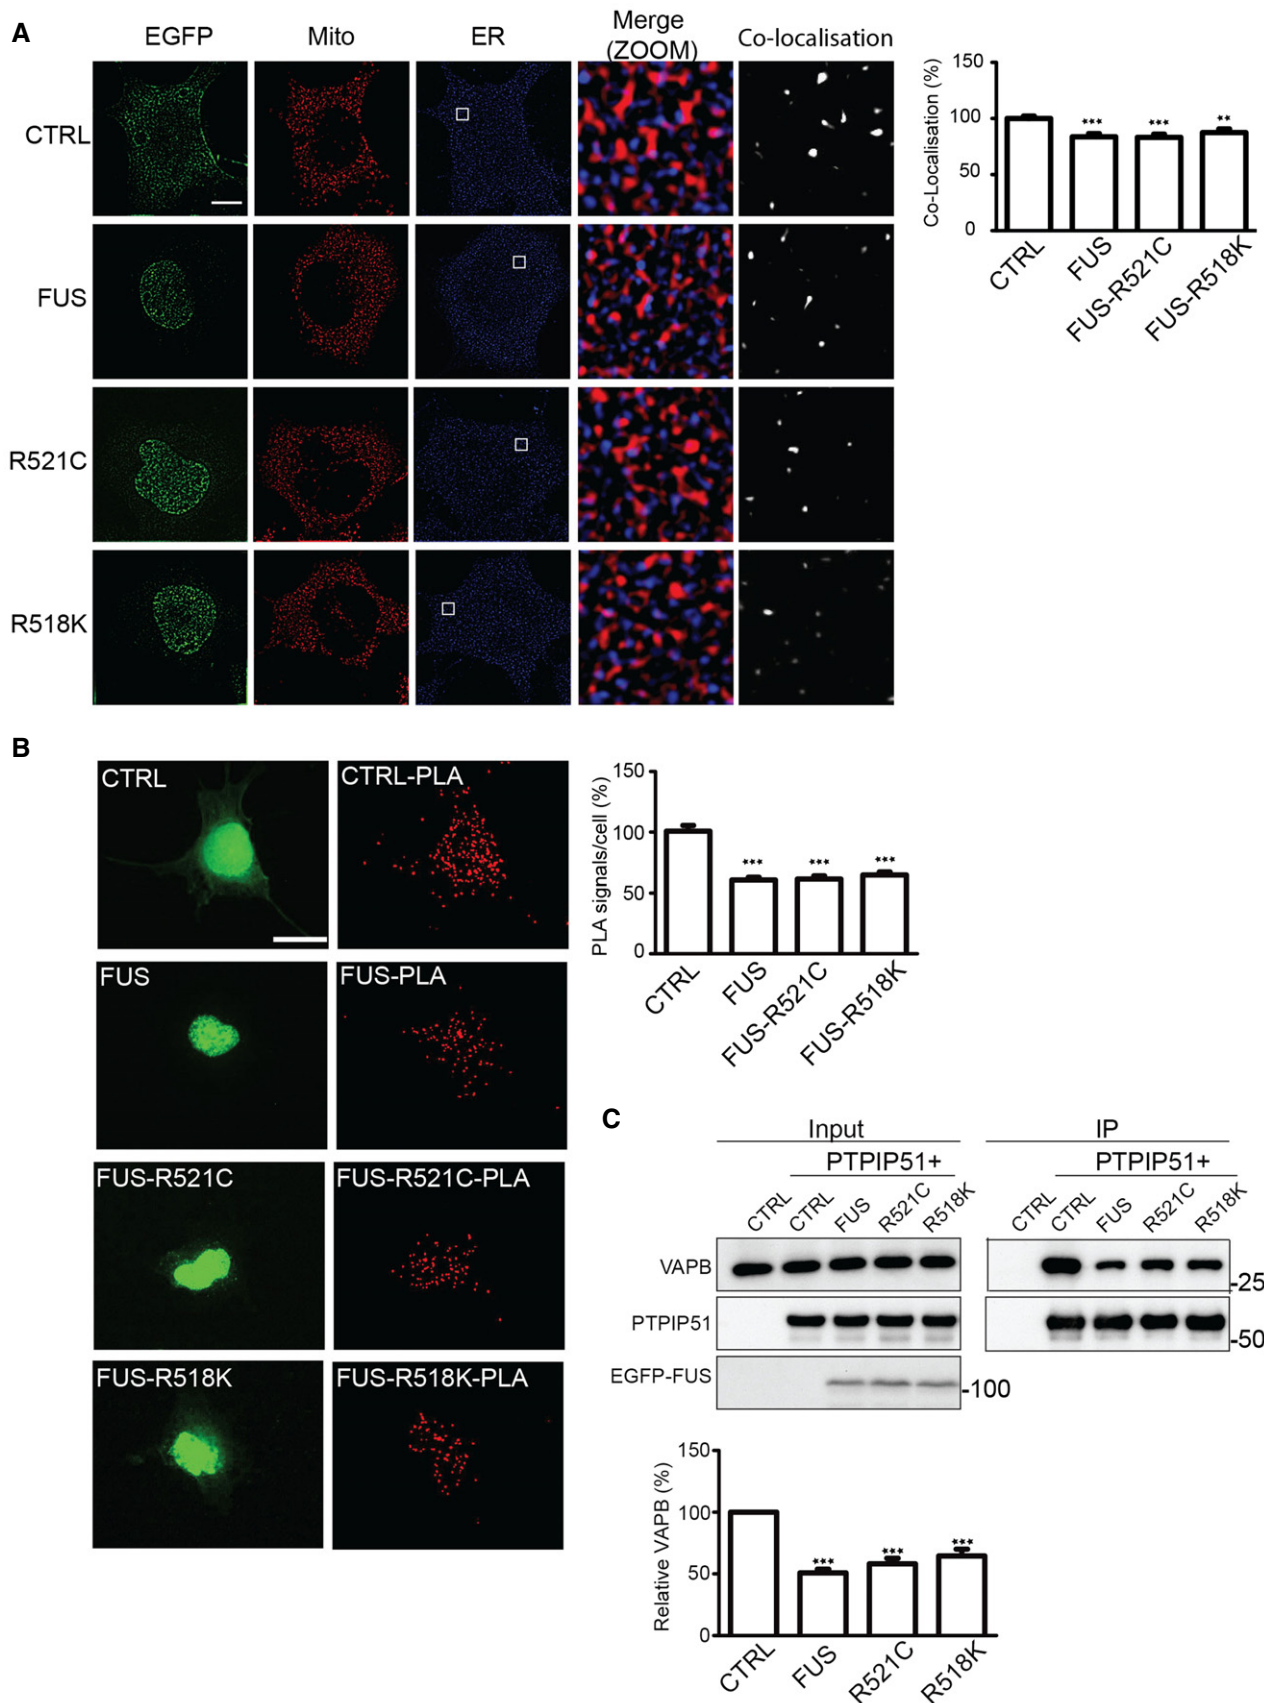 A
EGFP
Mito
ER
Merge
(ZOOM)
Co-localisation
CTRL
FUS
R521C
R518K
Co-Localisation (%)
150
100
50
0
***
***
**
CTRL
FUS
FUS-R521C
FUS-R518K
B
CTRL
CTRL-PLA
FUS
FUS-PLA
FUS-R521C
FUS-R521C-PLA
FUS-R518K
FUS-R518K-PLA
PLA signals/cell (%)
150
100
50
0
***
***
***
CTRL
FUS
FUS-R521C
FUS-R518K
C
Input
IP
PTPIP51+
PTPIP51+
CTRL
CTRL
FUS
R521C
R518K
CTRL
CTRL
FUS
R521C
R518K
VAPB
-25
PTPIP51
-50
EGFP-FUS
-100
Relative VAPB (%)
150
100
50
0
***
***
***
CTRL
FUS
R521C
R518K